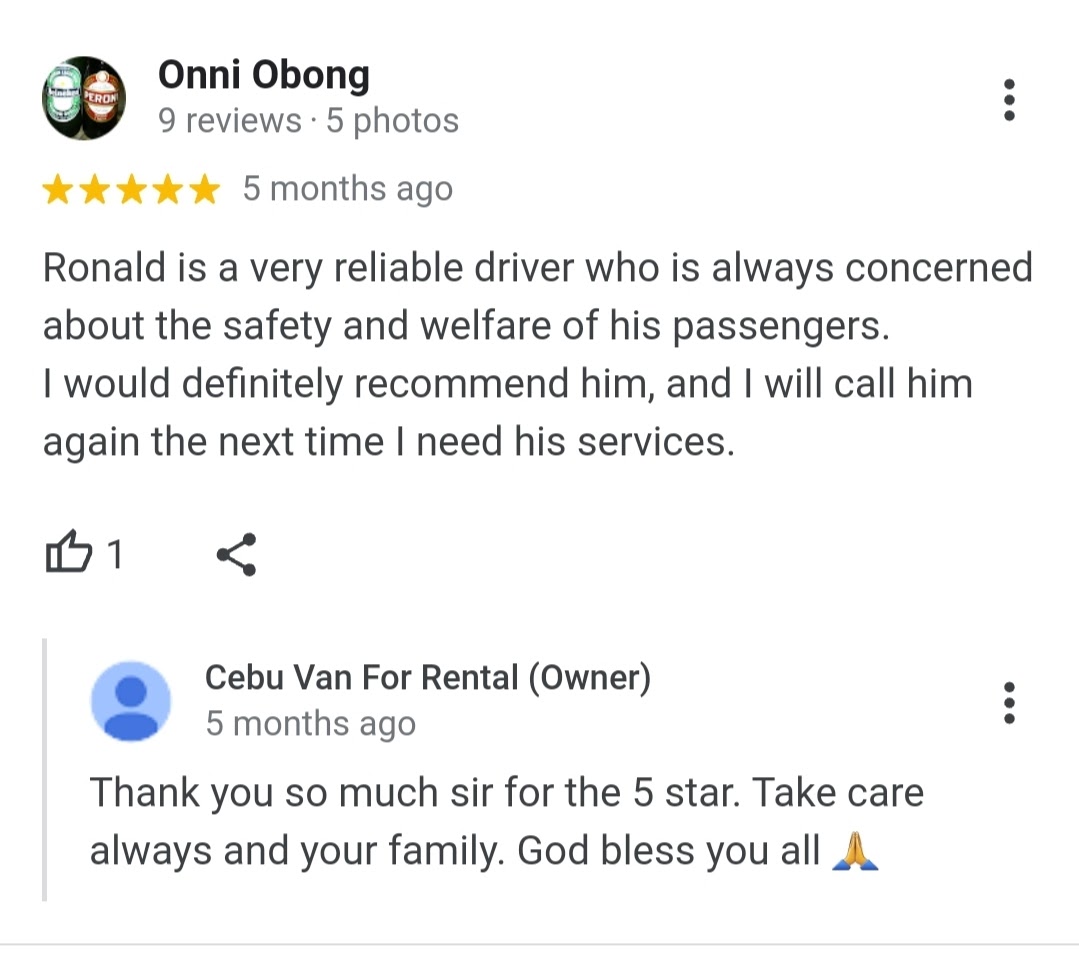 Onni Obong
9 reviews · 5 photos
5 months ago
Ronald is a very reliable driver who is always concerned
about the safety and welfare of his passengers.
I would definitely recommend him, and I will call him
again the next time I need his services.
1
Cebu Van For Rental (Owner)
5 months ago
Thank you so much sir for the 5 star. Take care
always and your family. God bless you all 🙏